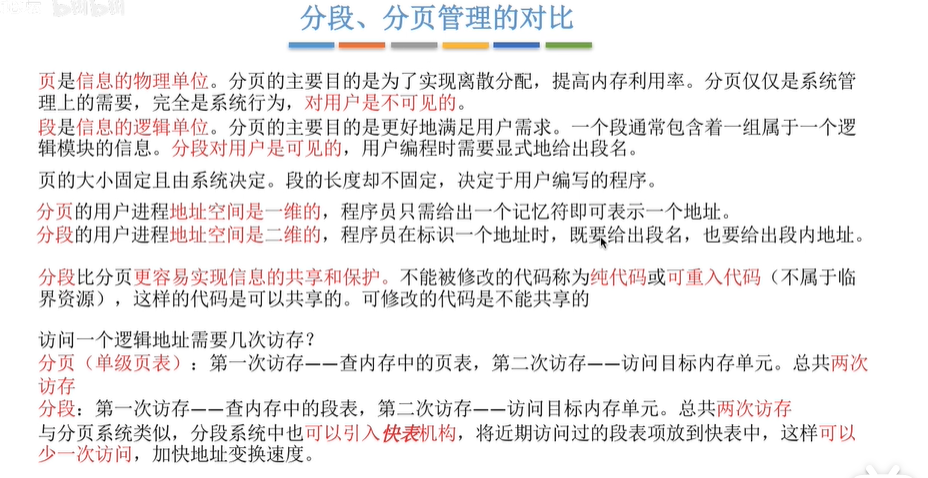 bilibili
分段、分页管理的对比
页是信息的物理单位。分页的主要目的是为了实现离散分配，提高内存利用率。分页仅仅是系统管
理上的需要，完全是系统行为，对用户是不可见的。
段是信息的逻辑单位。分页的主要目的是更好地满足用户需求。一个段通常包含着一组属于一个逻
辑模块的信息。分段对用户是可见的，用户编程时需要显式地给出段名。
页的大小固定且由系统决定。段的长度却不固定，决定于用户编写的程序。
分页的用户进程地址空间是一维的，程序员只需给出一个记忆符即可表示一个地址。
分段的用户进程地址空间是二维的，程序员在标识一个地址时，既要给出段名，也要给出段内地址。
分段比分页更容易实现信息的共享和保护。不能被修改的代码称为纯代码或可重入代码（不属于临
界资源），这样的代码是可以共享的。可修改的代码是不能共享的
访问一个逻辑地址需要几次访存？
分页（单级页表）：第一次访存——查内存中的页表，第二次访存——访问目标内存单元。总共两次
访存
分段：第一次访存——查内存中的段表，第二次访存——访问目标内存单元。总共两次访存
与分页系统类似，分段系统中也可以引入快表机构，将近期访问过的段表项放到快表中，这样可以
少一次访问，加快地址变换速度。